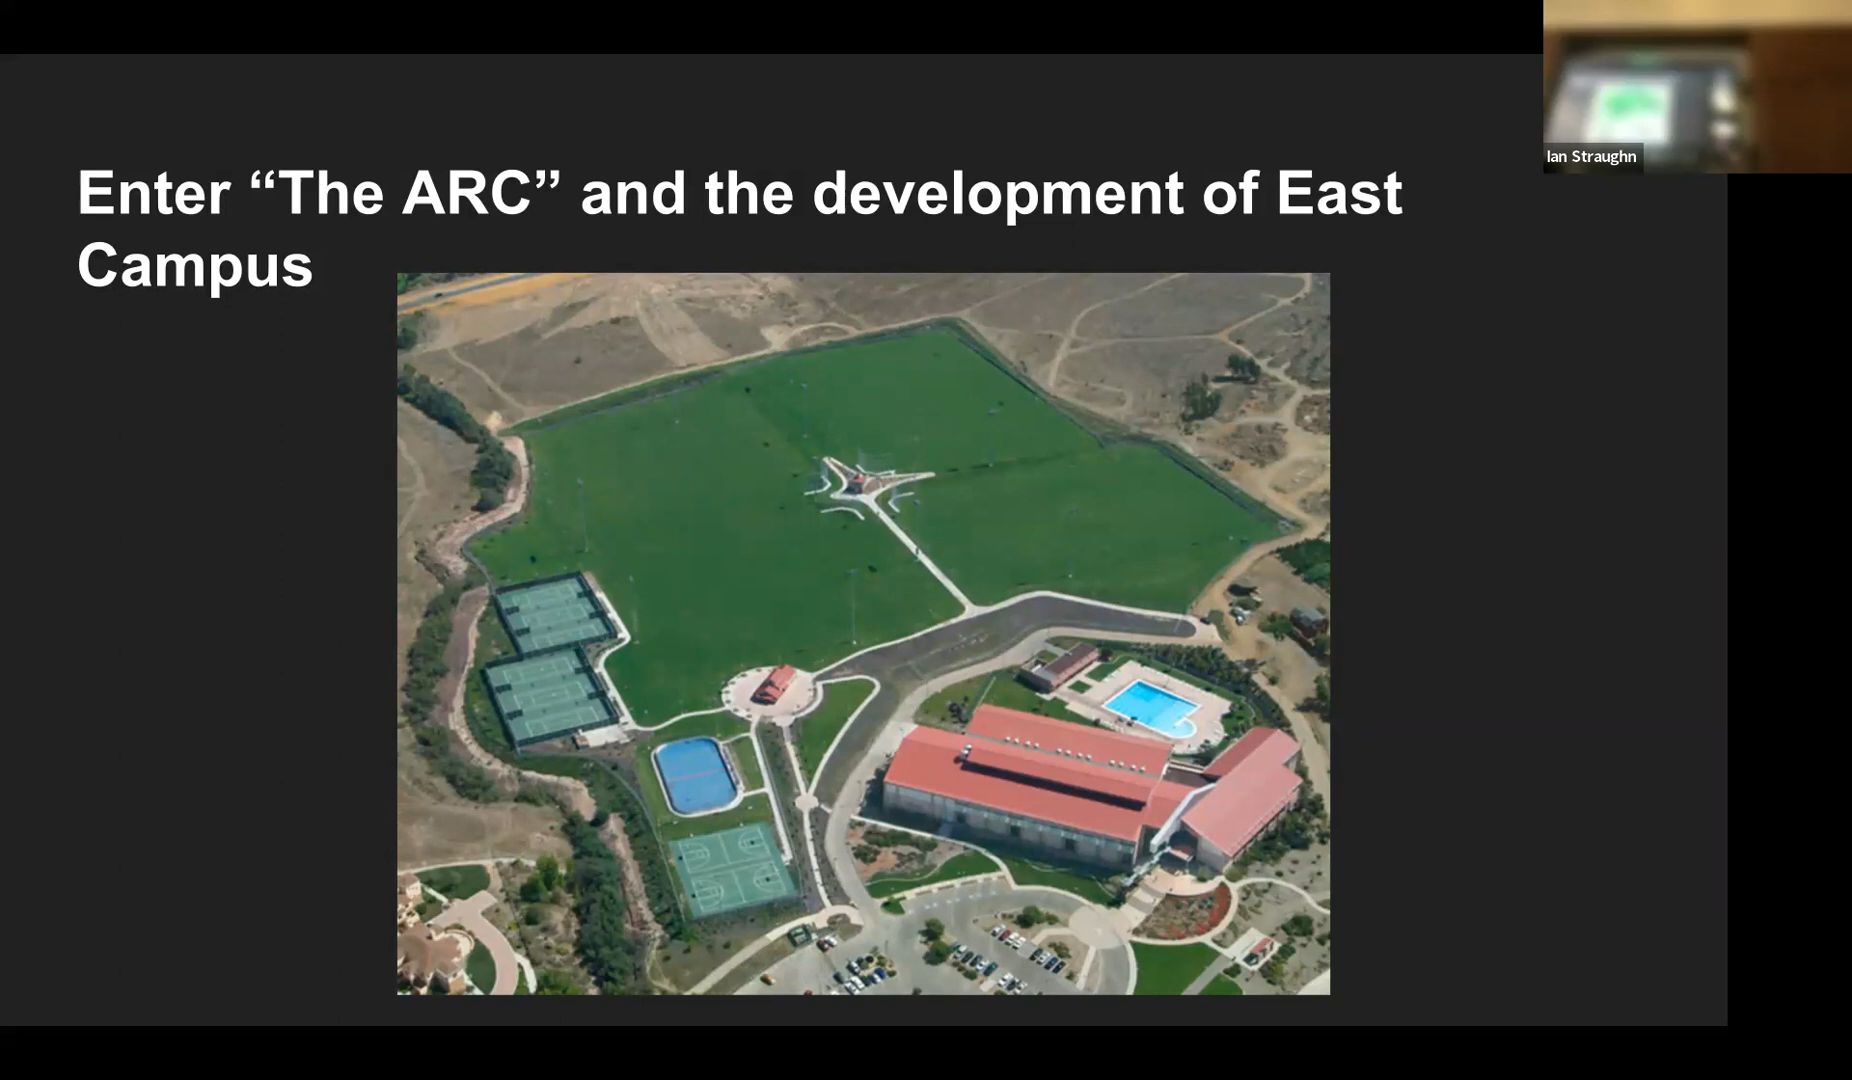 Enter “The ARC” and the development of East
Campus
Ian Straughn